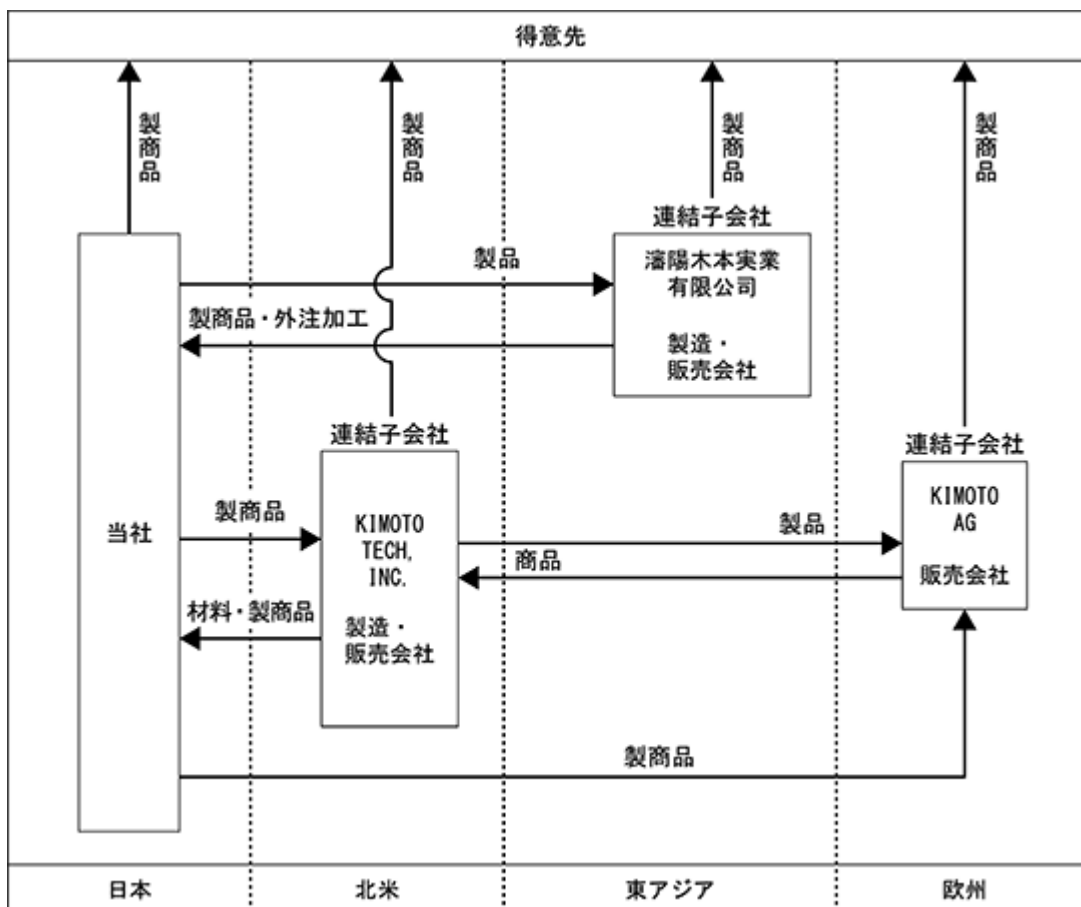 得意先
製商品
製商品
製商品
製商品
連結子会社
製品
瀋陽木本実業
有限公司
製造・
販売会社
製商品・外注加工
連結子会社
連結子会社
当社
製商品
KIMOTO
TECH,
INC.
製造・
販売会社
製品
商品
KIMOTO
AG
販売会社
材料・製商品
製商品
日本
北米
東アジア
欧州